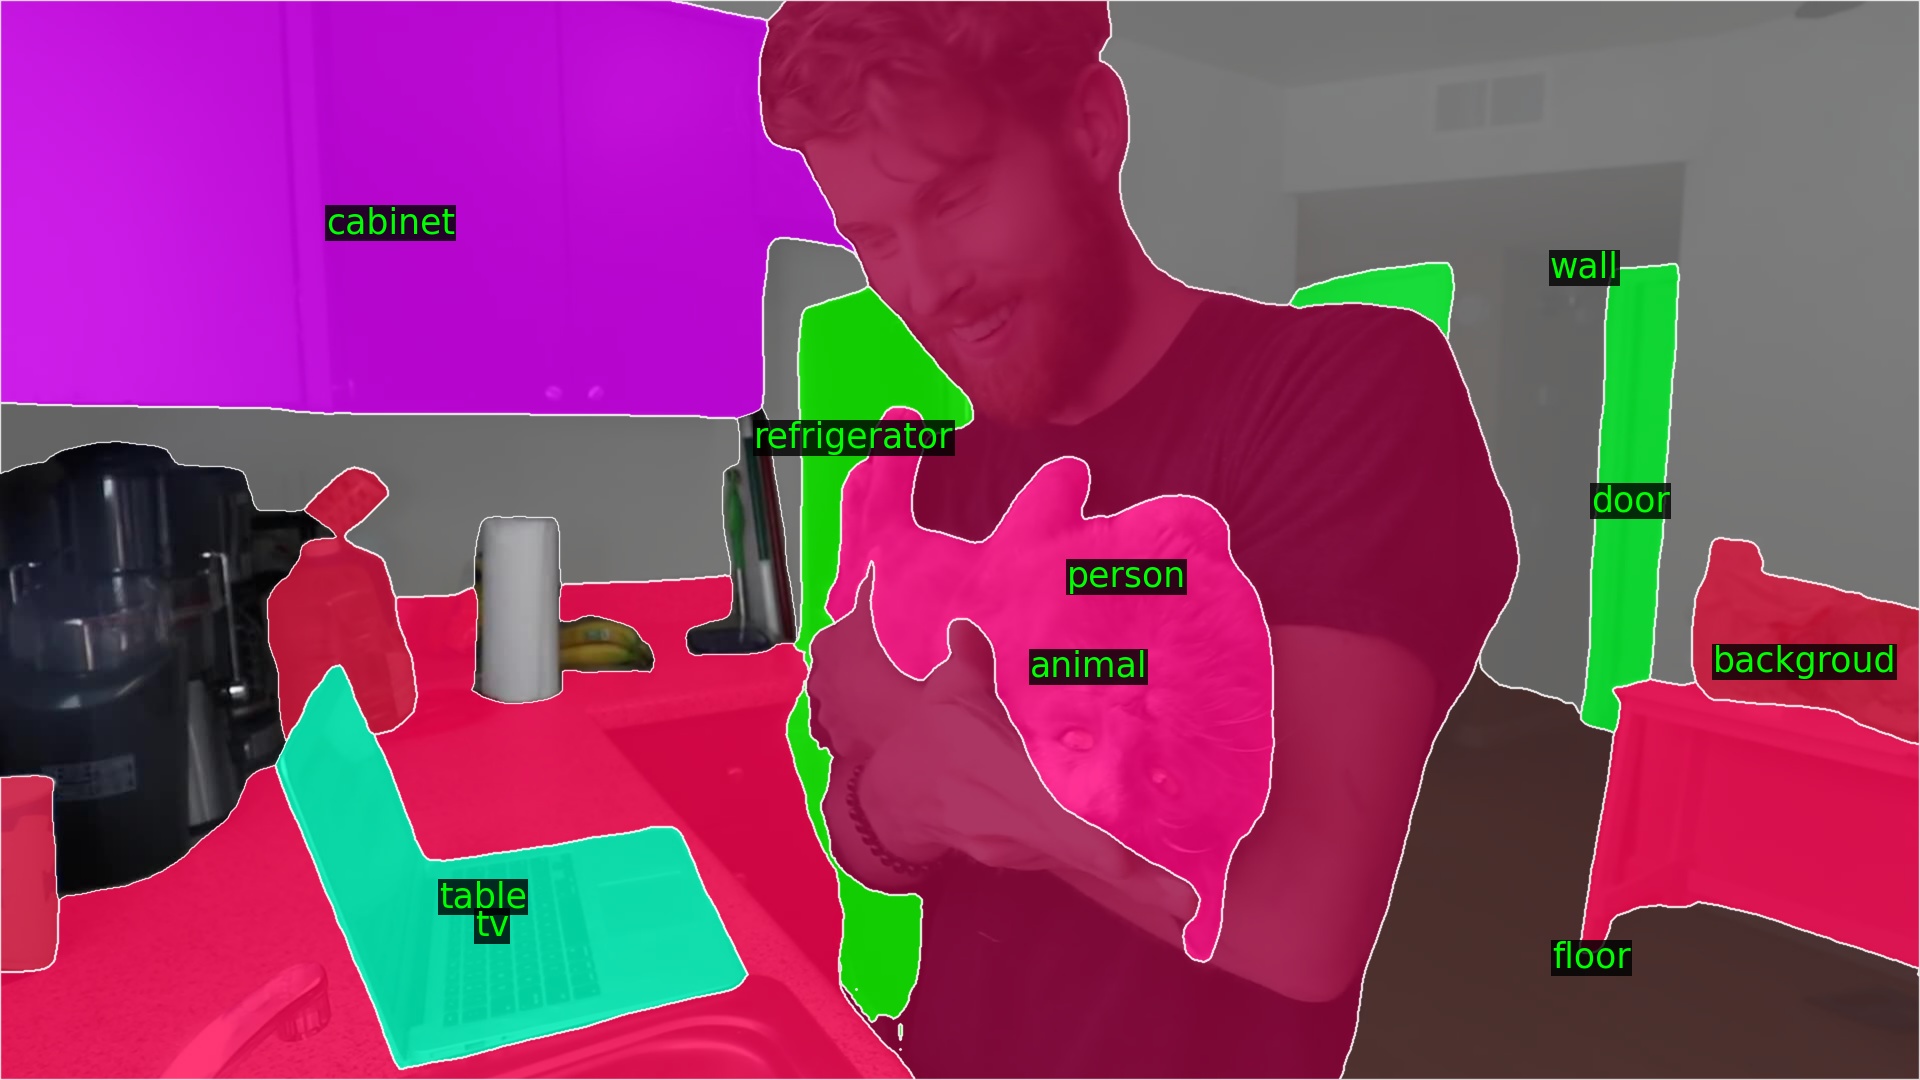 cabinet
wall
refrigerator
door
person
backgroud
animal
table
tv
floor